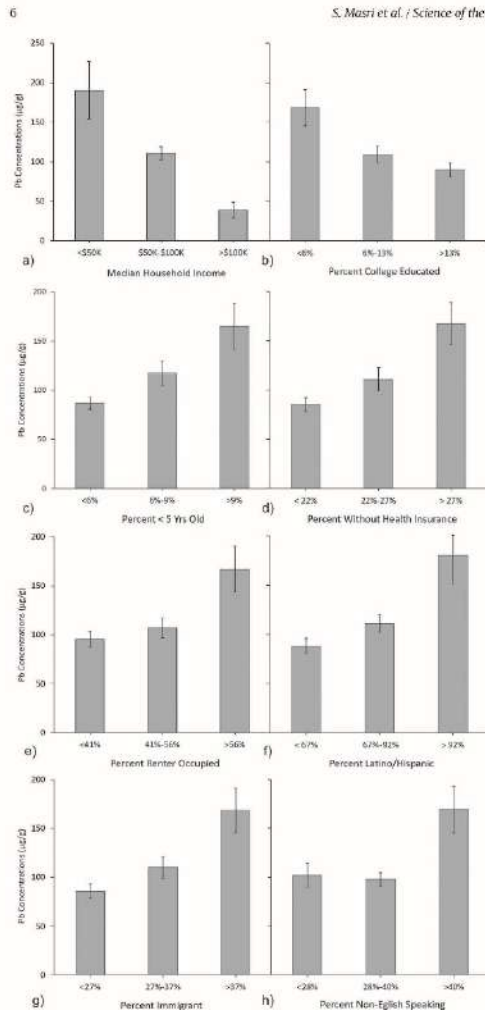 6
S. Masri et al. / Science of the
Pb Concentrations (µg/g)
250
200
150
100
50
0
a)
<$50K
$50K-$100K
>$100K
Median Household Income
b)
<6%
6%-13%
>13%
Percent College Educated
Pb Concentrations (µg/g)
200
150
100
50
0
c)
<6%
6%-9%
>9%
Percent < 5 Yrs Old
d)
< 22%
22%-27%
> 27%
Percent Without Health Insurance
Pb Concentrations (µg/g)
200
150
100
50
0
e)
<41%
41%-56%
>56%
Percent Renter Occupied
f)
< 67%
67%-92%
> 92%
Percent Latino/Hispanic
Pb Concentrations (µg/g)
200
150
100
50
0
g)
<27%
27%-37%
>37%
Percent Immigrant
h)
<28%
28%-40%
>40%
Percent Non-Eglish Speaking